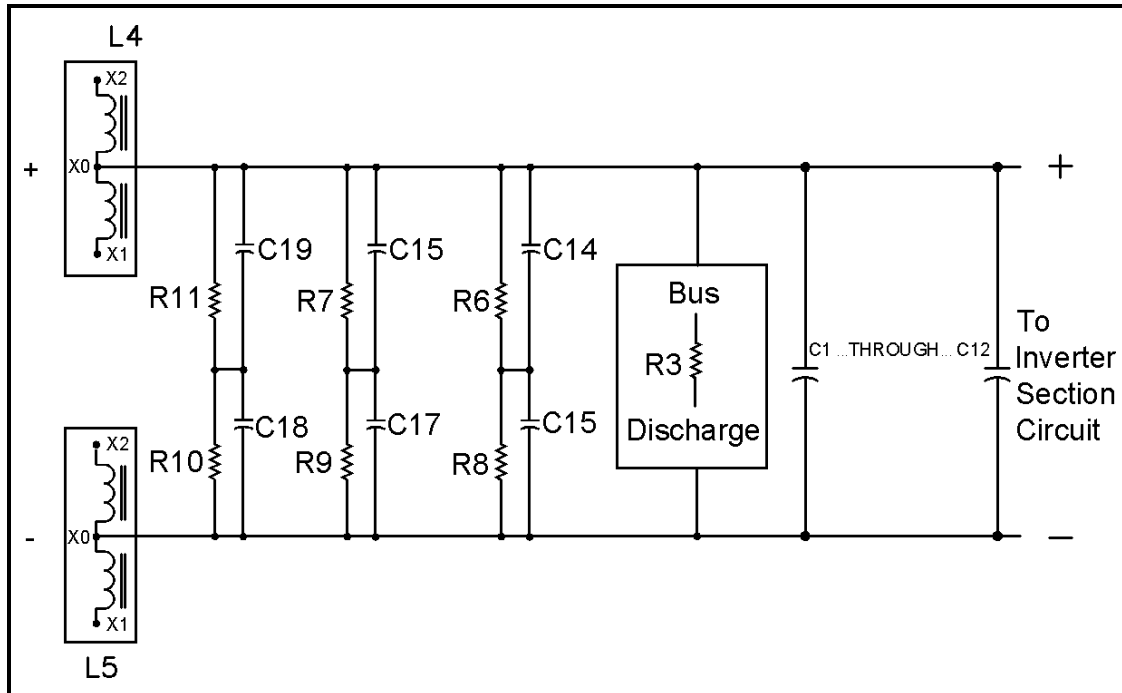 L4
X2
+
X0
+
X1
C19
C15
C14
R11
R7
R6
Bus
R3
Discharge
C1 ...THROUGH... C12
To
Inverter
Section
Circuit
C18
C17
C15
R10
R9
R8
X2
-
X0
−
X1
L5